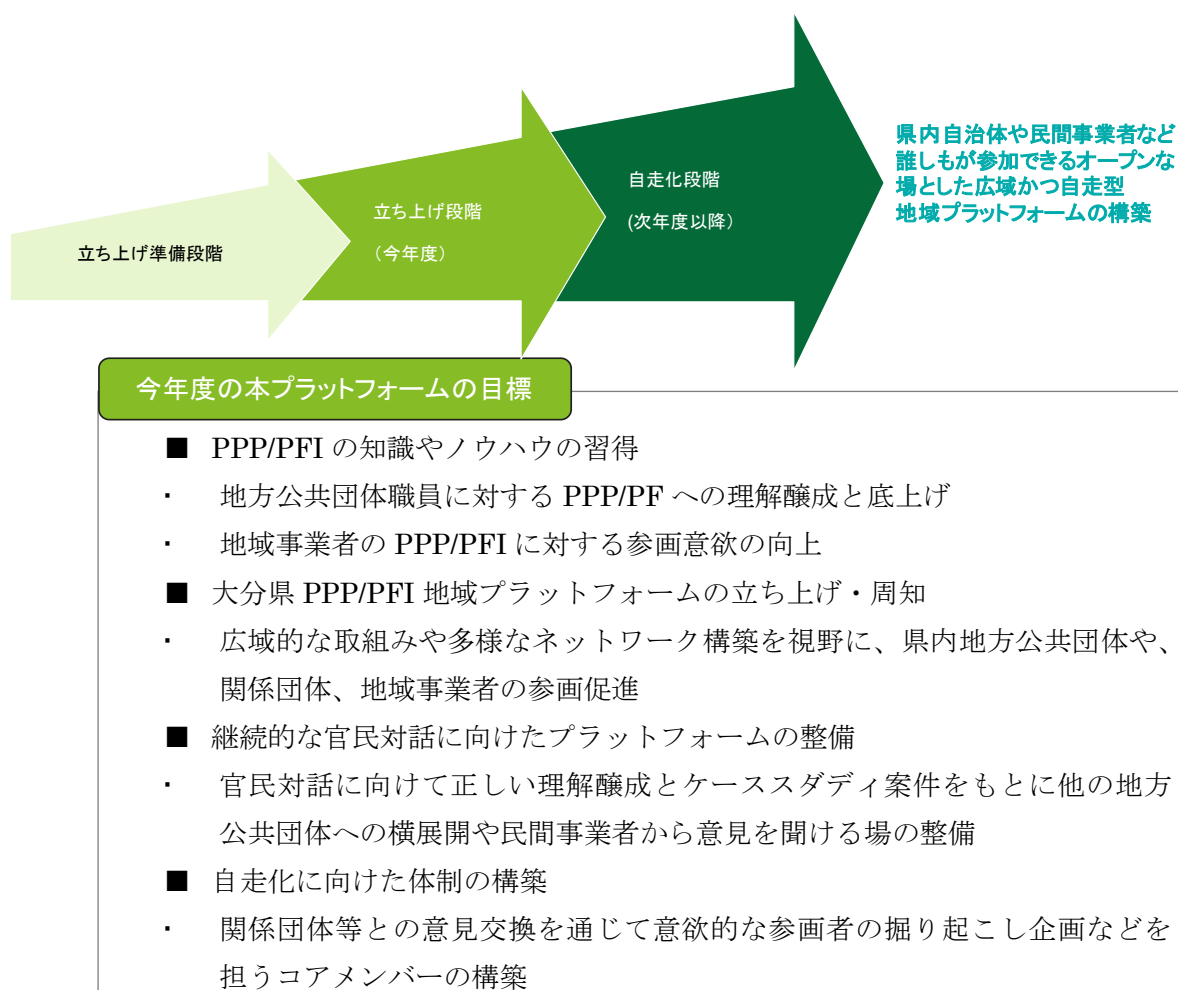 県内自治体や民間事業者など
誰しもが参加できるオープンな
場とした広域かつ自走型
地域プラットフォームの構築
自走化段階
(次年度以降)
立ち上げ段階
(今年度)
立ち上げ準備段階
今年度の本プラットフォームの目標
■ PPP/PFI の知識やノウハウの習得
・ 地方公共団体職員に対する PPP/PF への理解醸成と底上げ
・ 地域事業者の PPP/PFI に対する参画意欲の向上
■ 大分県 PPP/PFI 地域プラットフォームの立ち上げ・周知
・ 広域的な取組みや多様なネットワーク構築を視野に、県内地方公共団体や、
関係団体、地域事業者の参画促進
■ 継続的な官民対話に向けたプラットフォームの整備
・ 官民対話に向けて正しい理解醸成とケーススダディ案件をもとに他の地方
公共団体への横展開や民間事業者から意見を聞ける場の整備
■ 自走化に向けた体制の構築
・ 関係団体等との意見交換を通じて意欲的な参画者の掘り起こし企画などを
担うコアメンバーの構築